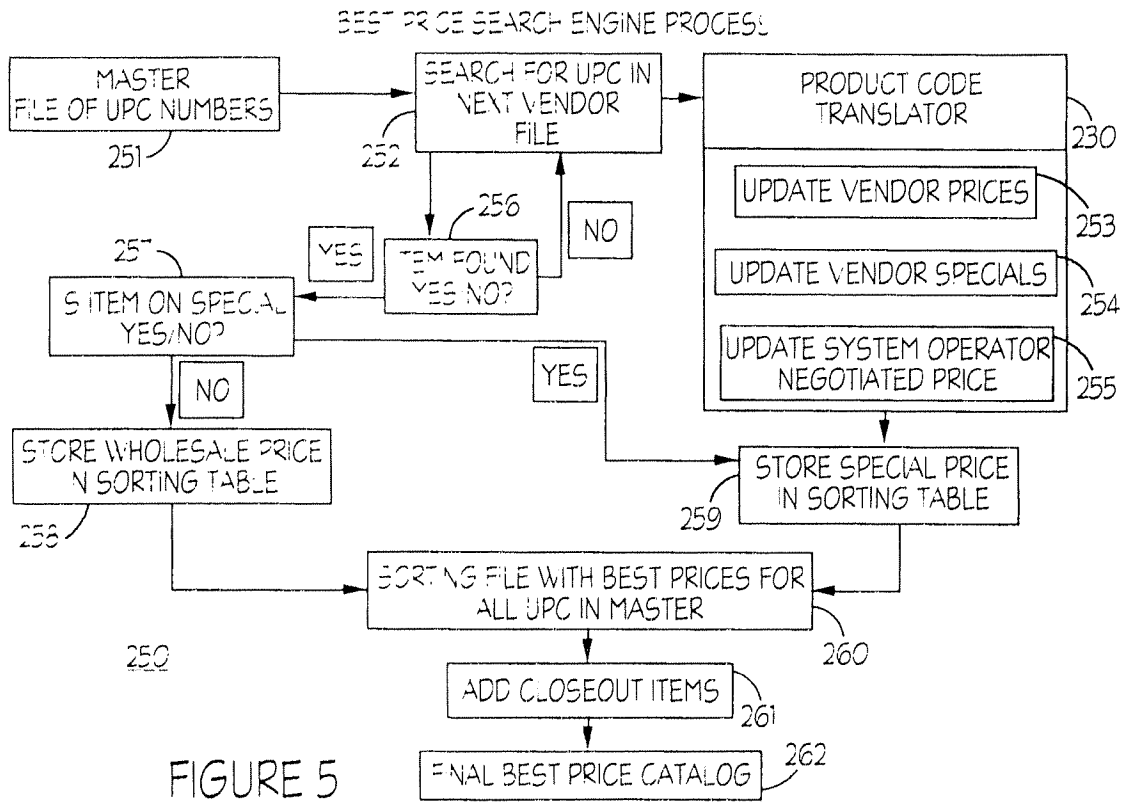 BEST PRICE SEARCH ENGINE PROCESS
MASTER
FILE OF UPC NUMBERS
251
SEARCH FOR UPC IN
NEXT VENDOR
FILE
252
PRODUCT CODE
TRANSLATOR
230
UPDATE VENDOR PRICES
253
UPDATE VENDOR SPECIALS
254
UPDATE SYSTEM OPERATOR
NEGOTIATED PRICE
255
256
ITEM FOUND
YES/NO?
NO
YES
257
IS ITEM ON SPECIAL
YES/NO?
NO
YES
STORE WHOLESALE PRICE
IN SORTING TABLE
258
STORE SPECIAL PRICE
IN SORTING TABLE
259
SORTING FILE WITH BEST PRICES FOR
ALL UPC IN MASTER
260
250
ADD CLOSEOUT ITEMS
261
FINAL BEST PRICE CATALOG
262
FIGURE 5